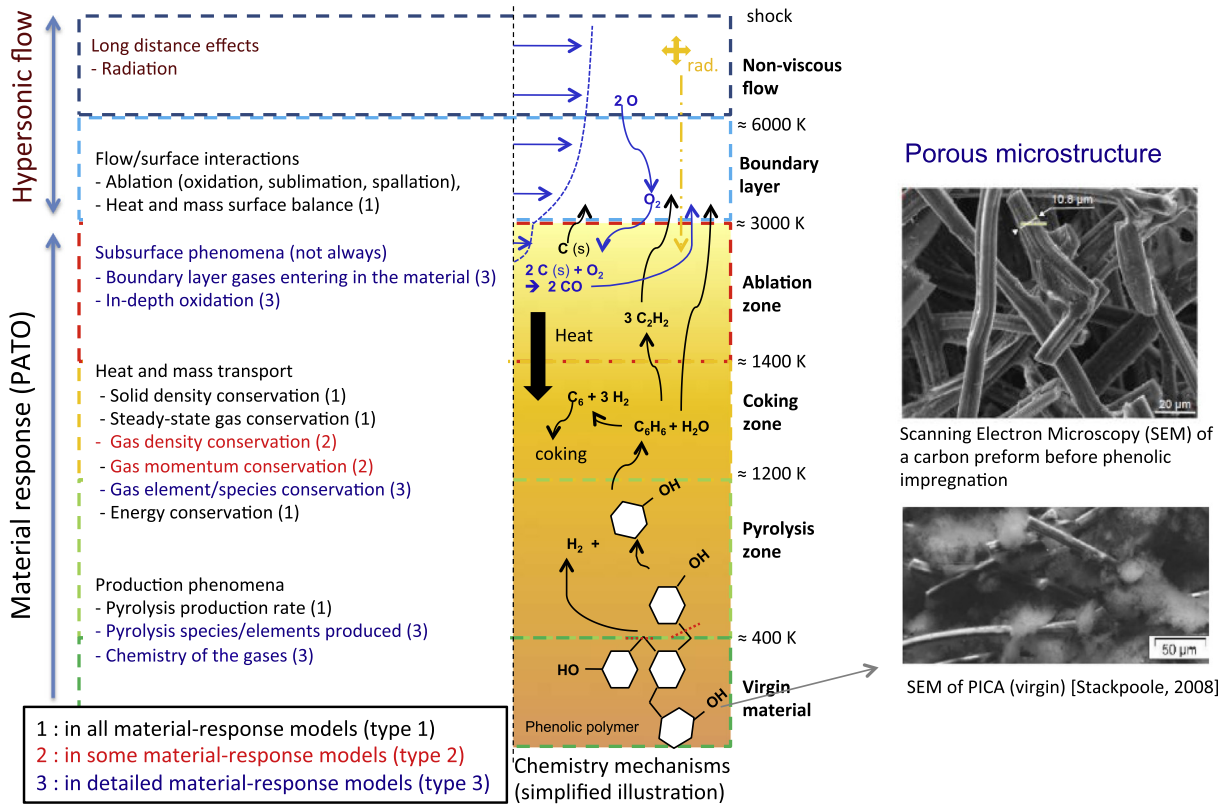 Hypersonic flow
Material response (PATO)
Long distance effects
- Radiation
Flow/surface interactions
- Ablation (oxidation, sublimation, spallation),
- Heat and mass surface balance (1)
Subsurface phenomena (not always)
- Boundary layer gases entering in the material (3)
- In-depth oxidation (3)
Heat and mass transport
- Solid density conservation (1)
- Steady-state gas conservation (1)
- Gas density conservation (2)
- Gas momentum conservation (2)
- Gas element/species conservation (3)
- Energy conservation (1)
Production phenomena
- Pyrolysis production rate (1)
- Pyrolysis species/elements produced (3)
- Chemistry of the gases (3)
1 : in all material-response models (type 1)
2 : in some material-response models (type 2)
3 : in detailed material-response models (type 3)
rad.
2 O
O₂
C (s)
2 C (s) + O₂
→ 2 CO
3 C₂H₂
Heat
C₆ + 3 H₂
C₆H₆ + H₂O
coking
OH
H₂ +
OH
HO
OH
Phenolic polymer
Chemistry mechanisms
(simplified illustration)
shock
Non-viscous
flow
≈ 6000 K
Boundary
layer
≈ 3000 K
Ablation
zone
≈ 1400 K
Coking
zone
≈ 1200 K
Pyrolysis
zone
≈ 400 K
Virgin
material
Porous microstructure
10.8 µm
20 µm
Scanning Electron Microscopy (SEM) of
a carbon preform before phenolic
impregnation
50 µm
SEM of PICA (virgin) [Stackpoole, 2008]